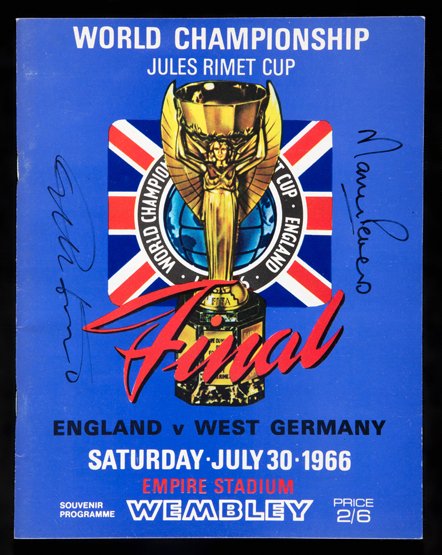 WORLD CHAMPIONSHIP
JULES RIMET CUP
WORLD CHAMPIONSHIP
CUP · ENGLAND
FIFA
Final
ENGLAND v WEST GERMANY
SATURDAY · JULY 30 · 1966
EMPIRE STADIUM
SOUVENIR
PROGRAMME
WEMBLEY
PRICE
2/6